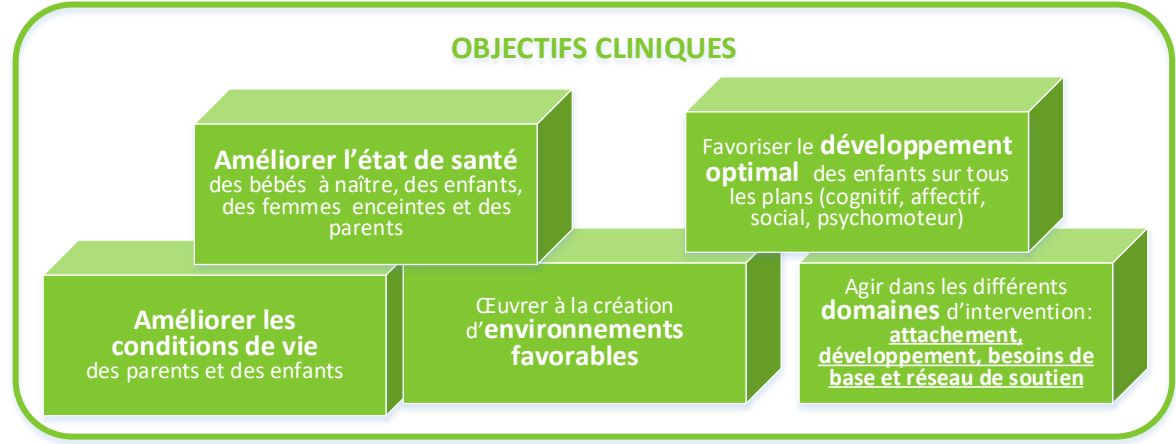 OBJECTIFS CLINIQUES
Améliorer l'état de santé
des bébés à naître, des enfants,
des femmes enceintes et des
parents
Favoriser le développement
optimal des enfants sur tous
les plans (cognitif, affectif,
social, psychomoteur)
Améliorer les
conditions de vie
des parents et des enfants
Œuvrer à la création
d'environnements
favorables
Agir dans les différents
domaines d'intervention:
attachement,
développement, besoins de
base et réseau de soutien